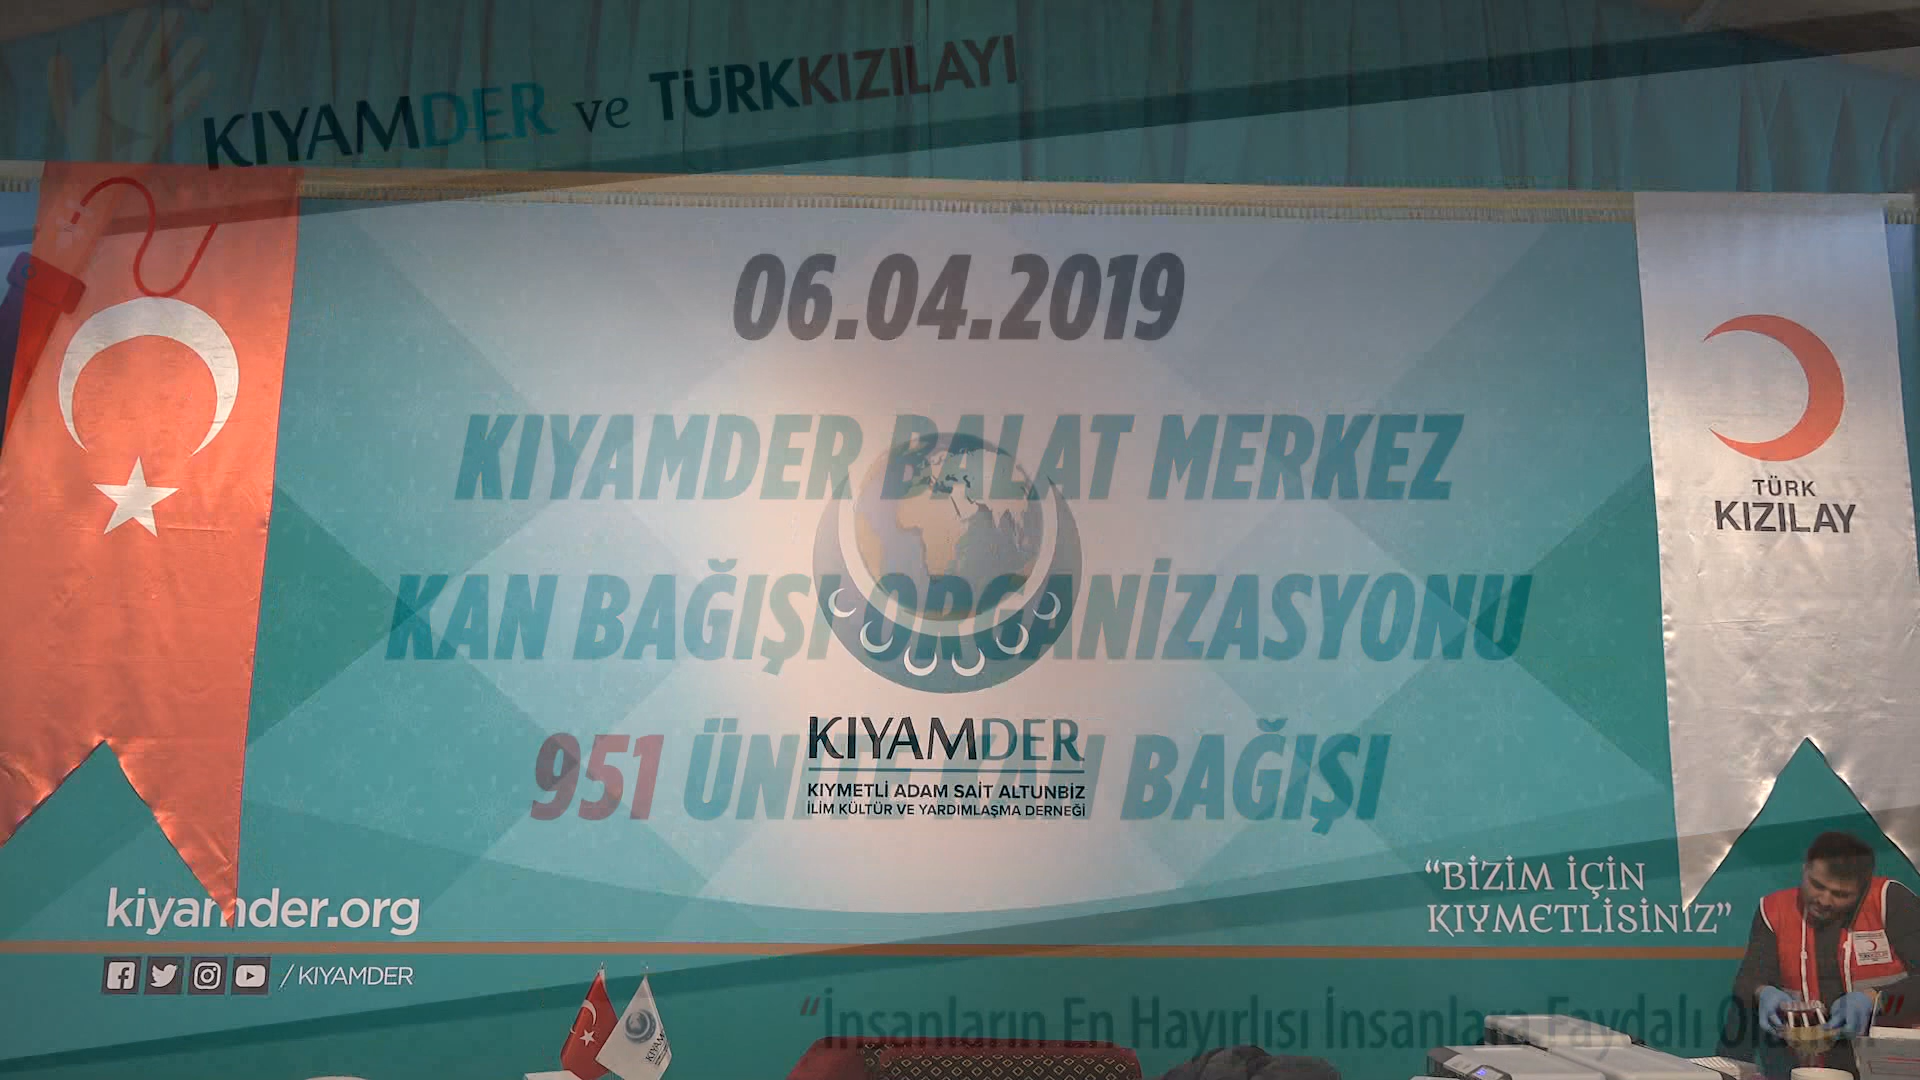 KIYAMDER ve TÜRKKIZILAYI
06.04.2019
KIYAMDER BALAT MERKEZ
KAN BAĞIŞI ORGANİZASYONU
951 ÜNİTE KAN BAĞIŞI
KIYAMDER
KIYMETLİ ADAM SAİT ALTUNBİZ
İLİM KÜLTÜR VE YARDIMLAŞMA DERNEĞİ
TÜRK
KIZILAY
kiyamder.org
/KIYAMDER
“BİZİM İÇİN
KIYMETLİSİNİZ”
“İnsanların En Hayırlısı İnsanlara Faydalı Olandır”